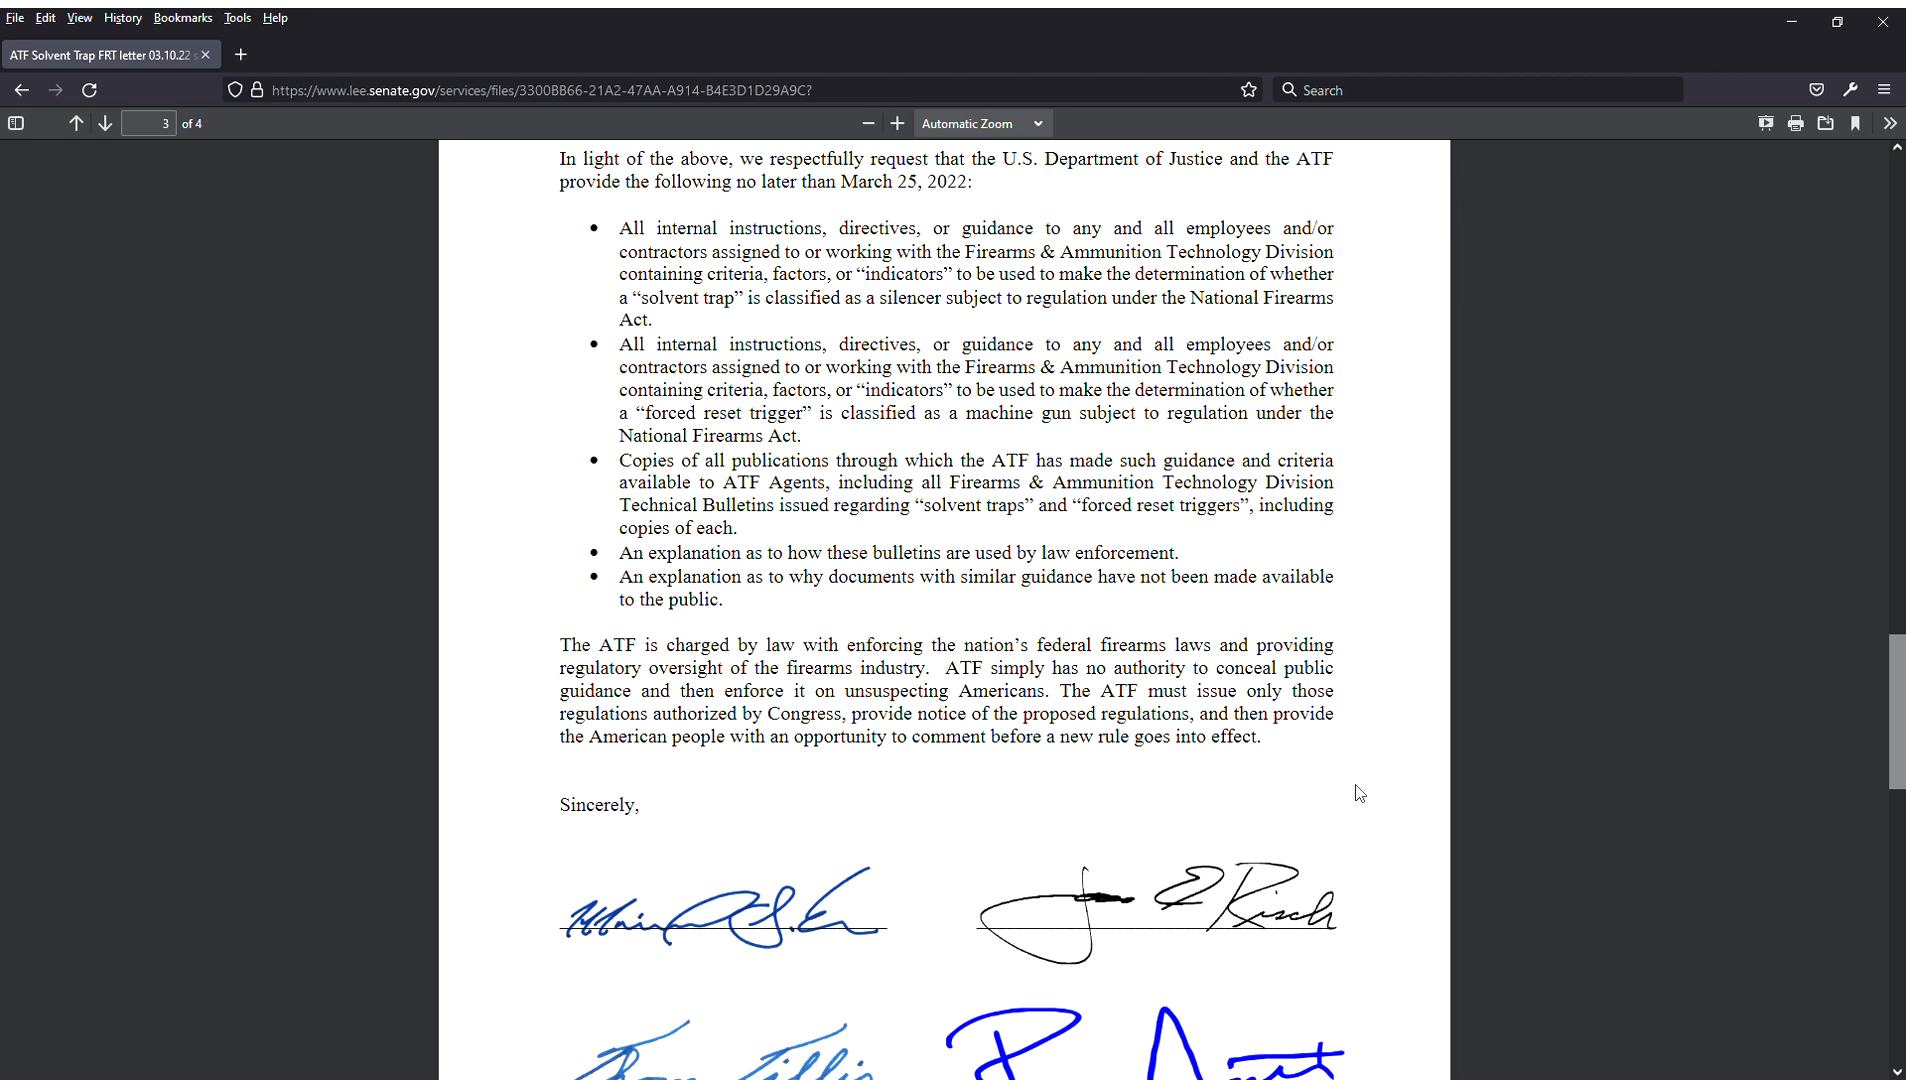 File Edit View History Bookmarks Tools Help
ATF Solvent Trap FRT letter 03.10.22
https://www.lee.senate.gov/services/files/3300BB66-21A2-47AA-A914-B4E3D1D29A9C?
Search
3 of 4
Automatic Zoom
In light of the above, we respectfully request that the U.S. Department of Justice and the ATF
provide the following no later than March 25, 2022:
• All internal instructions, directives, or guidance to any and all employees and/or
contractors assigned to or working with the Firearms & Ammunition Technology Division
containing criteria, factors, or “indicators” to be used to make the determination of whether
a “solvent trap” is classified as a silencer subject to regulation under the National Firearms
Act.
• All internal instructions, directives, or guidance to any and all employees and/or
contractors assigned to or working with the Firearms & Ammunition Technology Division
containing criteria, factors, or “indicators” to be used to make the determination of whether
a “forced reset trigger” is classified as a machine gun subject to regulation under the
National Firearms Act.
• Copies of all publications through which the ATF has made such guidance and criteria
available to ATF Agents, including all Firearms & Ammunition Technology Division
Technical Bulletins issued regarding “solvent traps” and “forced reset triggers”, including
copies of each.
• An explanation as to how these bulletins are used by law enforcement.
• An explanation as to why documents with similar guidance have not been made available
to the public.
The ATF is charged by law with enforcing the nation’s federal firearms laws and providing
regulatory oversight of the firearms industry. ATF simply has no authority to conceal public
guidance and then enforce it on unsuspecting Americans. The ATF must issue only those
regulations authorized by Congress, provide notice of the proposed regulations, and then provide
the American people with an opportunity to comment before a new rule goes into effect.
Sincerely,
E Risch